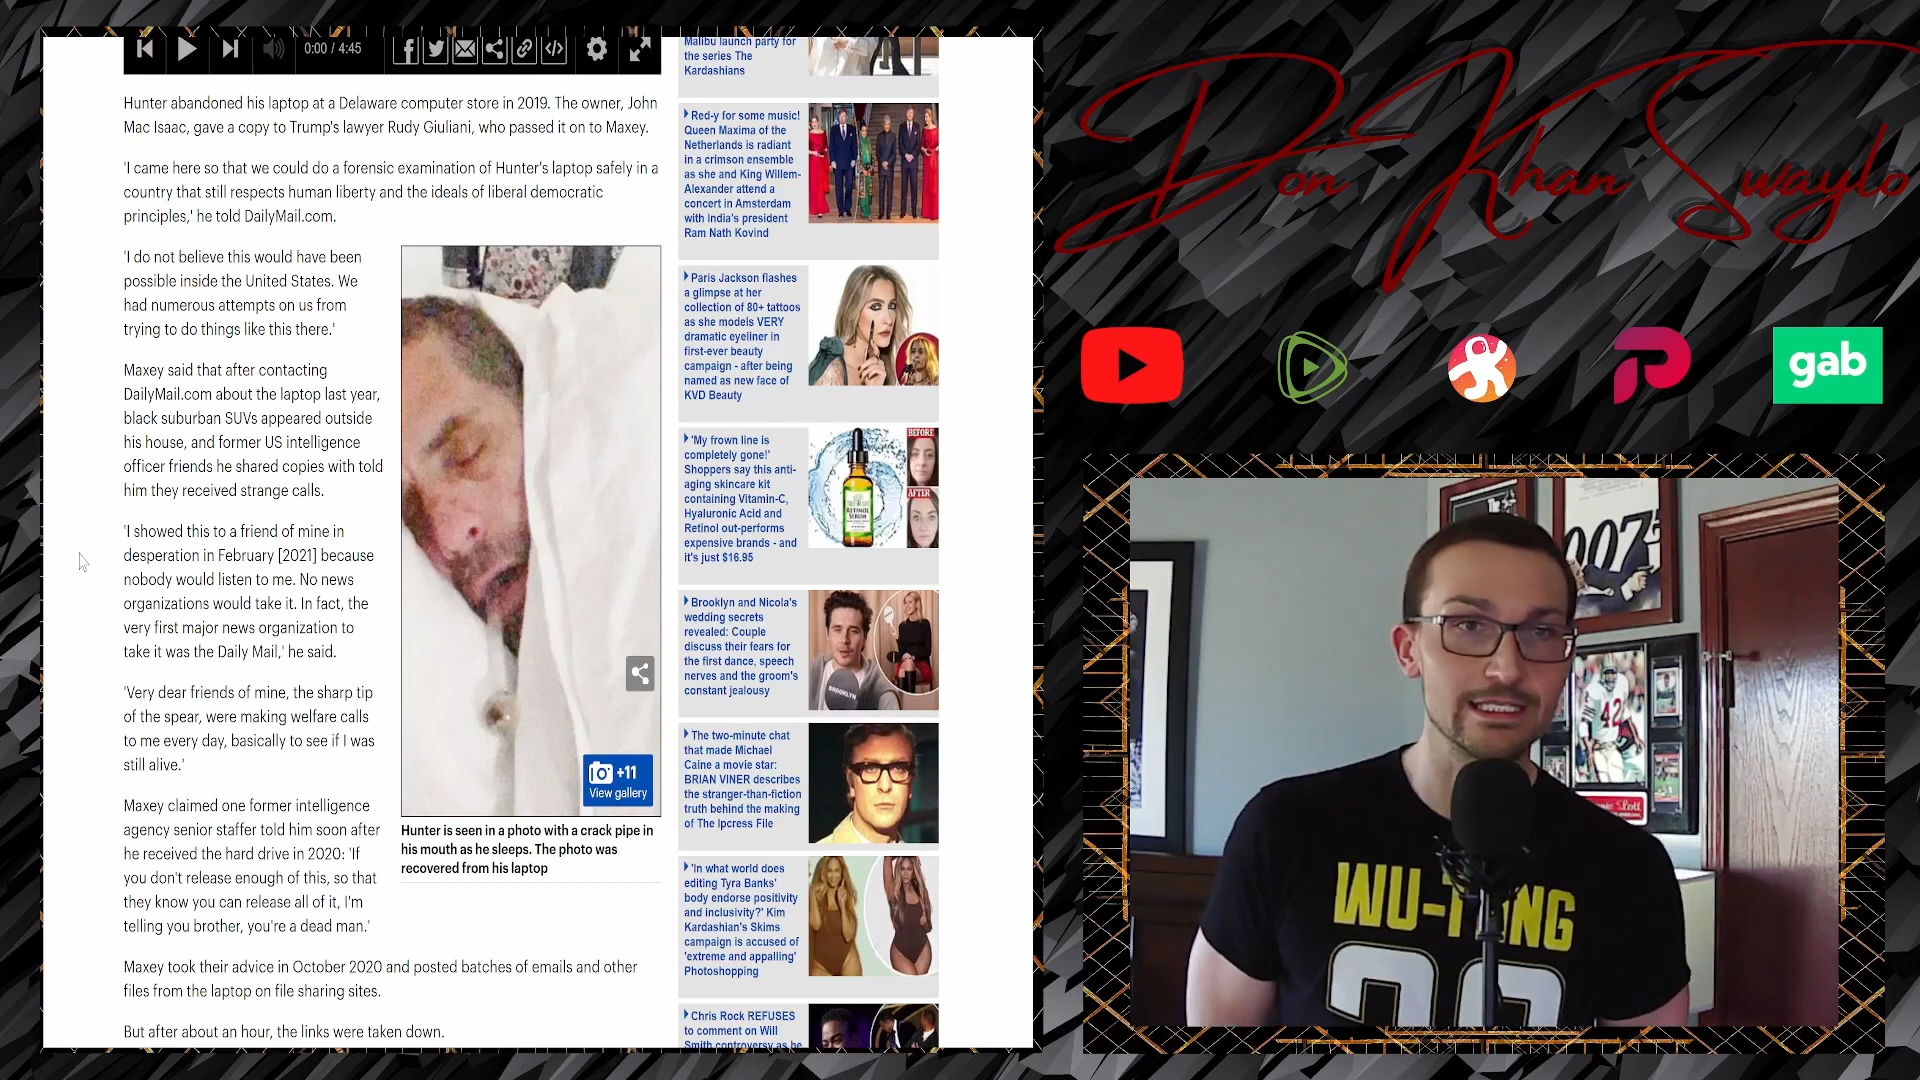 0:00 / 4:45
Hunter abandoned his laptop at a Delaware computer store in 2019. The owner, John
Mac Isaac, gave a copy to Trump's lawyer Rudy Giuliani, who passed it on to Maxey.
'I came here so that we could do a forensic examination of Hunter's laptop safely in a
country that still respects human liberty and the ideals of liberal democratic
principles,' he told DailyMail.com.
'I do not believe this would have been
possible inside the United States. We
had numerous attempts on us from
trying to do things like this there.'
Maxey said that after contacting
DailyMail.com about the laptop last year,
black suburban SUVs appeared outside
his house, and former US intelligence
officer friends he shared copies with told
him they received strange calls.
'I showed this to a friend of mine in
desperation in February [2021] because
nobody would listen to me. No news
organizations would take it. In fact, the
very first major news organization to
take it was the Daily Mail,' he said.
'Very dear friends of mine, the sharp tip
of the spear, were making welfare calls
to me every day, basically to see if I was
still alive.'
Maxey claimed one former intelligence
agency senior staffer told him soon after
he received the hard drive in 2020: 'If
you don't release enough of this, so that
they know you can release all of it, I'm
telling you brother, you're a dead man.'
+11
View gallery
Hunter is seen in a photo with a crack pipe in
his mouth as he sleeps. The photo was
recovered from his laptop
Maxey took their advice in October 2020 and posted batches of emails and other
files from the laptop on file sharing sites.
But after about an hour, the links were taken down.
Malibu launch party for
the series The
Kardashians
Red-y for some music!
Queen Maxima of the
Netherlands is radiant
in a crimson ensemble
as she and King Willem-
Alexander attend a
concert in Amsterdam
with India's president
Ram Nath Kovind
Paris Jackson flashes
a glimpse at her
collection of 80+ tattoos
as she models VERY
dramatic eyeliner in
first-ever beauty
campaign - after being
named as new face of
KVD Beauty
'My frown line is
completely gone!'
Shoppers say this anti-
aging skincare kit
containing Vitamin-C,
Hyaluronic Acid and
Retinol out-performs
expensive brands - and
it's just $16.95
BEFORE
AFTER
RETINOL
SERUM
Brooklyn and Nicola's
wedding secrets
revealed: Couple
discuss their fears for
the first dance, speech
nerves and the groom's
constant jealousy
BROOKLYN
The two-minute chat
that made Michael
Caine a movie star:
BRIAN VINER describes
the stranger-than-fiction
truth behind the making
of The Ipcress File
'In what world does
editing Tyra Banks'
body endorse positivity
and inclusivity?' Kim
Kardashian's Skims
campaign is accused of
'extreme and appalling'
Photoshopping
Chris Rock REFUSES
to comment on Will
Smith controversy as he
Don Khan Swaylo
gab
007
42
WU-TANG